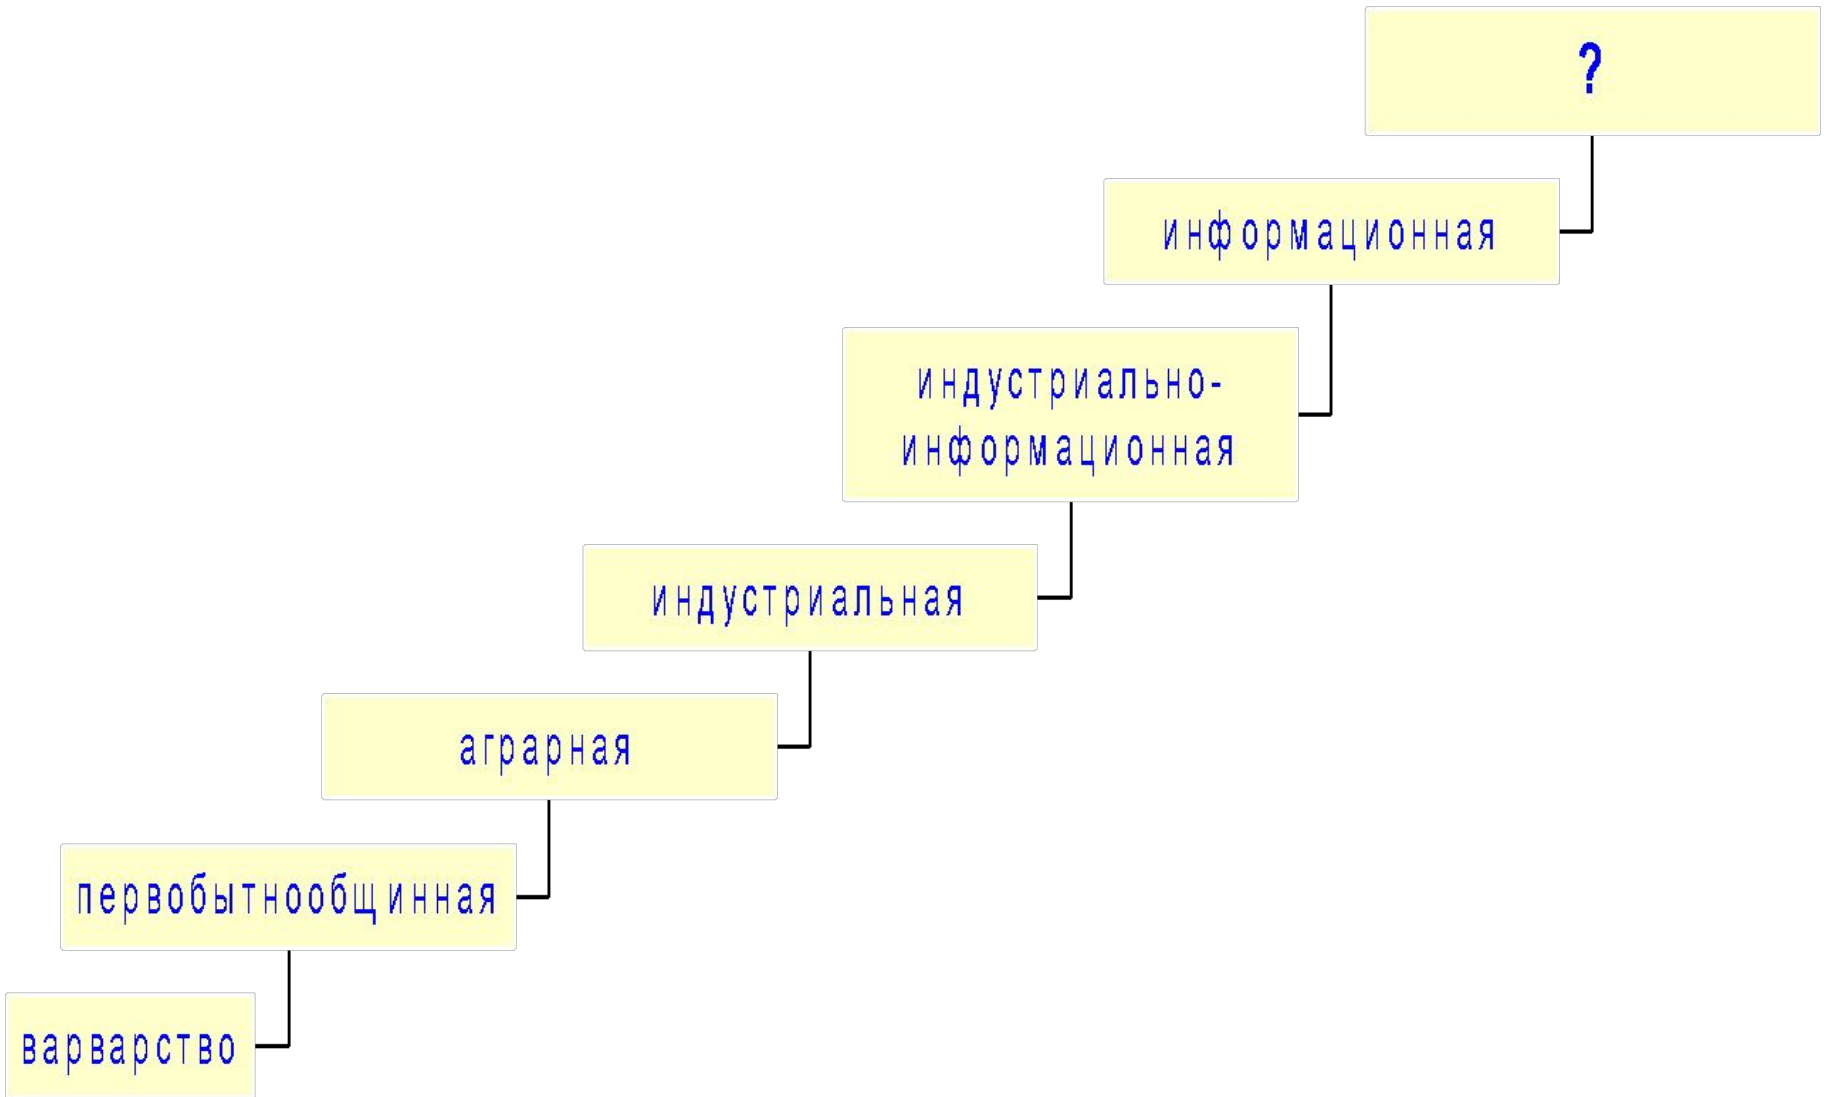 ?
информационная
индустриально-
информационная
индустриальная
аграрная
первобытнообщинная
варварство